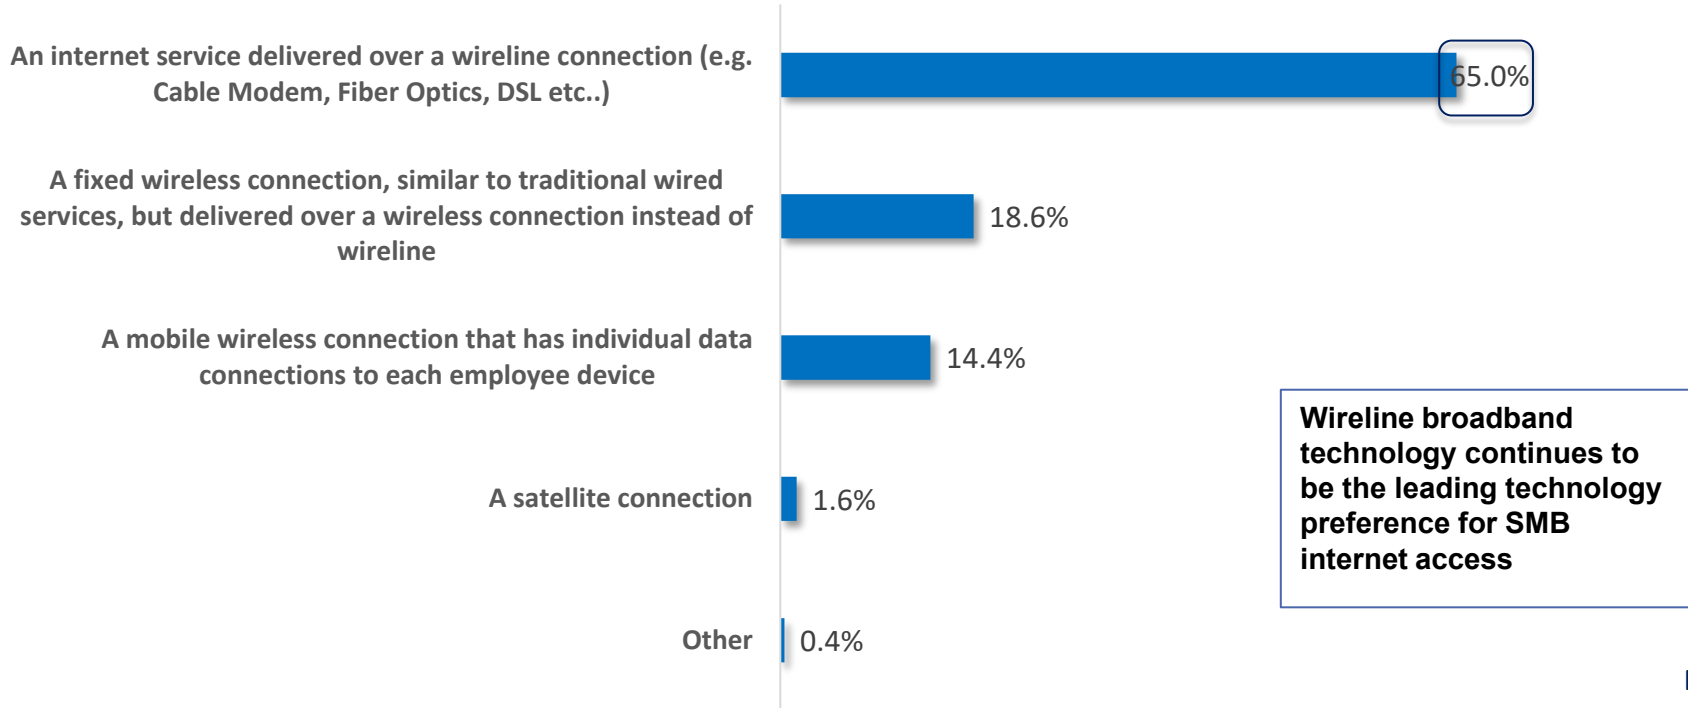 An internet service delivered over a wireline connection (e.g.
Cable Modem, Fiber Optics, DSL etc..)
65.0%
A fixed wireless connection, similar to traditional wired
services, but delivered over a wireless connection instead of
wireline
18.6%
A mobile wireless connection that has individual data
connections to each employee device
14.4%
A satellite connection
1.6%
Other
0.4%
Wireline broadband
technology continues to
be the leading technology
preference for SMB
internet access